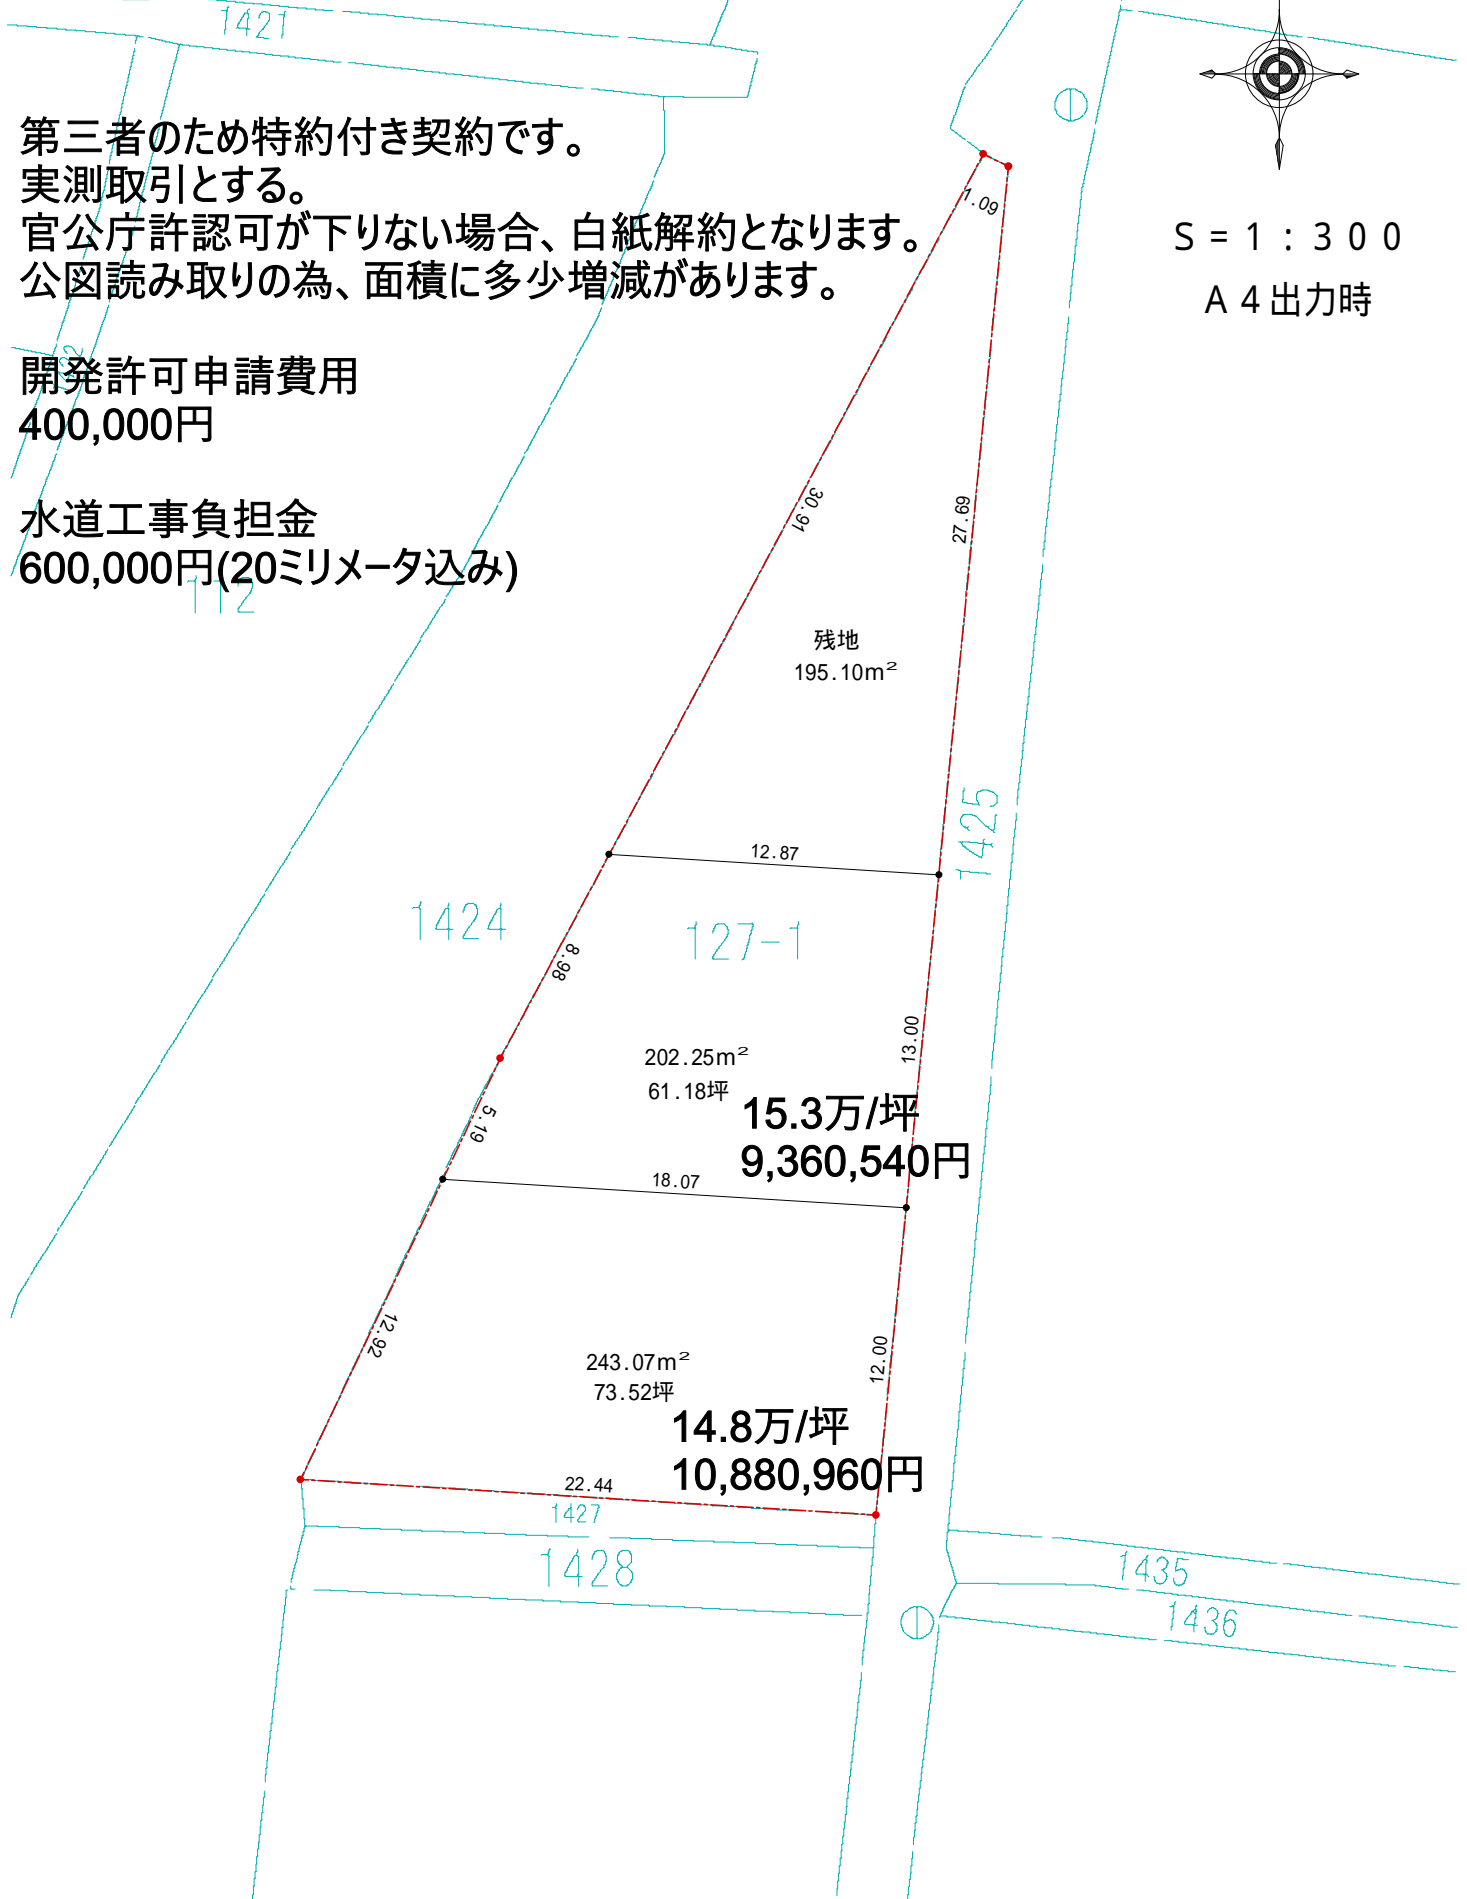 1421
第三者のため特約付き契約です。
実測取引とする。
官公庁許認可が下りない場合、白紙解約となります。
公図読み取りの為、面積に多少増減があります。
S=1:300
A4出力時
開発許可申請費用
400,000円
水道工事負担金
600,000円(20ミリメータ込み)
112
1.09
30.91
27.69
残地
195.10m²
12.87
1425
1424
127-1
8.98
13.00
202.25m²
61.18坪
15.3万/坪
9,360,540円
5.19
18.07
12.92
12.00
243.07m²
73.52坪
14.8万/坪
10,880,960円
22.44
1427
1428
1435
1436